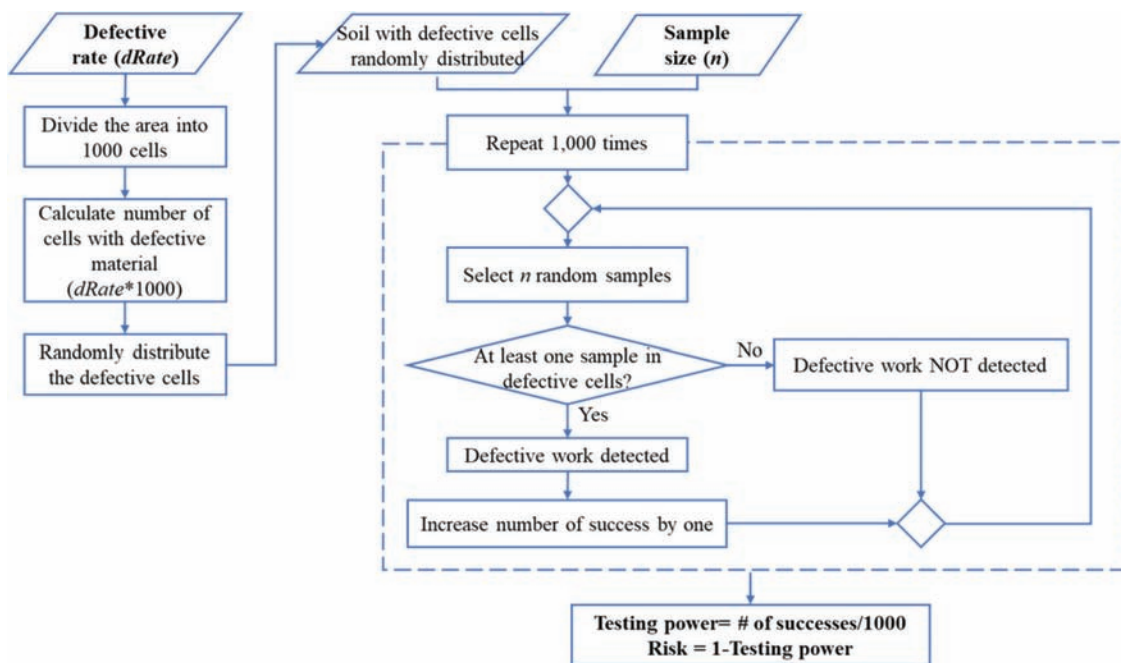 Defective
rate (dRate)
Divide the area into
1000 cells
Calculate number of
cells with defective
material
(dRate*1000)
Randomly distribute
the defective cells
Soil with defective cells
randomly distributed
Sample
size (n)
Repeat 1,000 times
Select n random samples
At least one sample in
defective cells?
No
Defective work NOT detected
Yes
Defective work detected
Increase number of success by one
Testing power= # of successes/1000
Risk = 1-Testing power